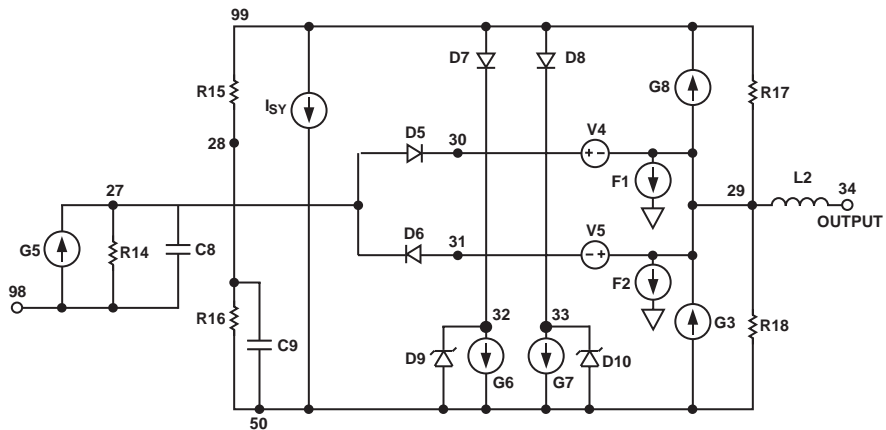 99
D7
D8
R15
I_SY
G8
R17
D5
30
V4
28
+ -
F1
27
29
L2
34
OUTPUT
D6
31
V5
G5
R14
C8
- +
F2
98
R16
32
33
G3
R18
C9
D9
G6
G7
D10
50